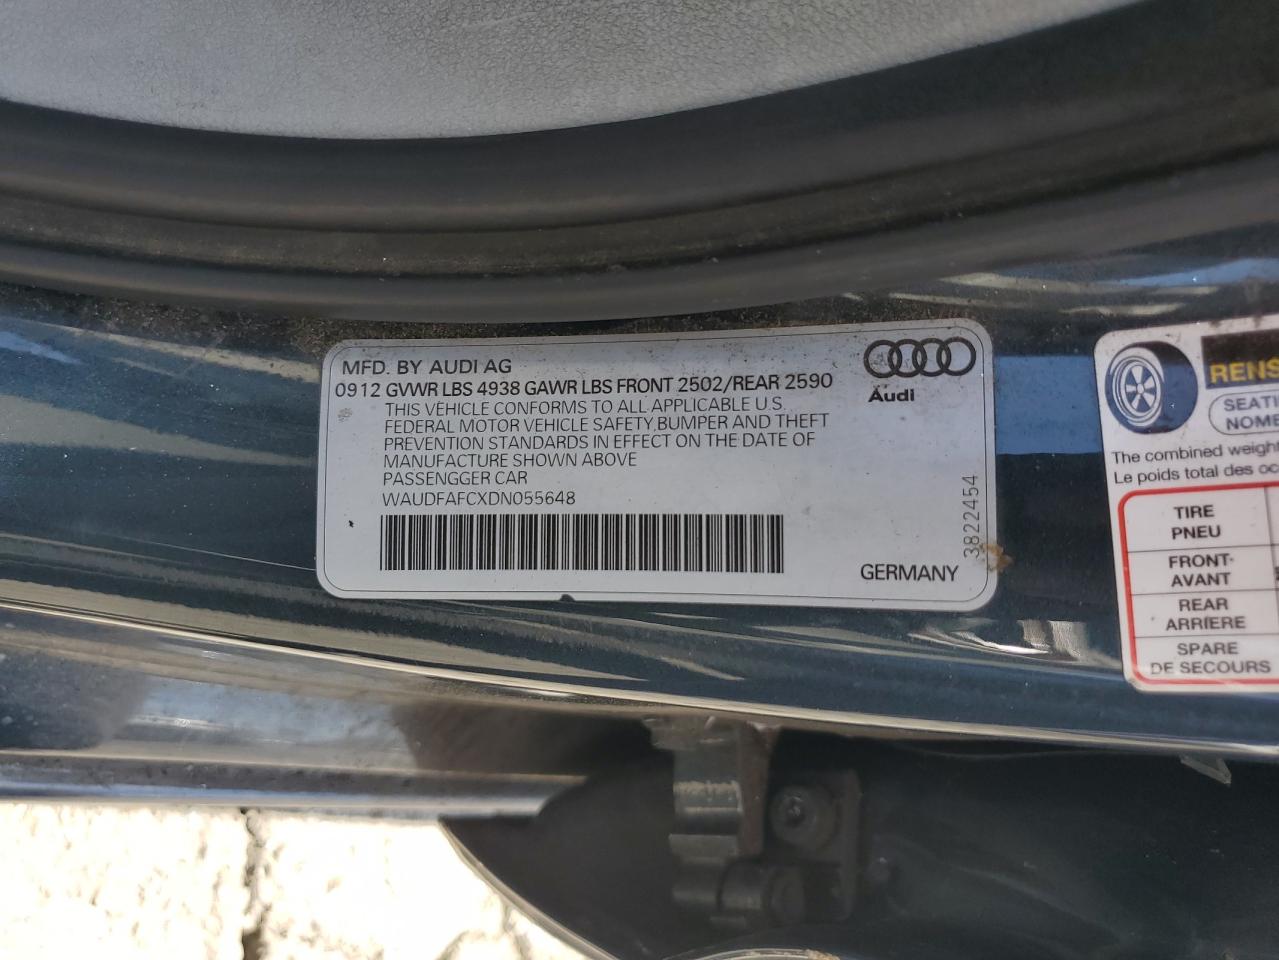 MFD. BY AUDI AG
0912 GVWR LBS 4938 GAWR LBS FRONT 2502/REAR 2590
THIS VEHICLE CONFORMS TO ALL APPLICABLE U.S.
FEDERAL MOTOR VEHICLE SAFETY, BUMPER AND THEFT
PREVENTION STANDARDS IN EFFECT ON THE DATE OF
MANUFACTURE SHOWN ABOVE
PASSENGGER CAR
WAUDFAFCXDN055648
Audi
3822454
GERMANY
RENS
SEATI
NOME
The combined weight
Le poids total des oc
TIRE
PNEU
FRONT-
AVANT
REAR
ARRIERE
SPARE
DE SECOURS